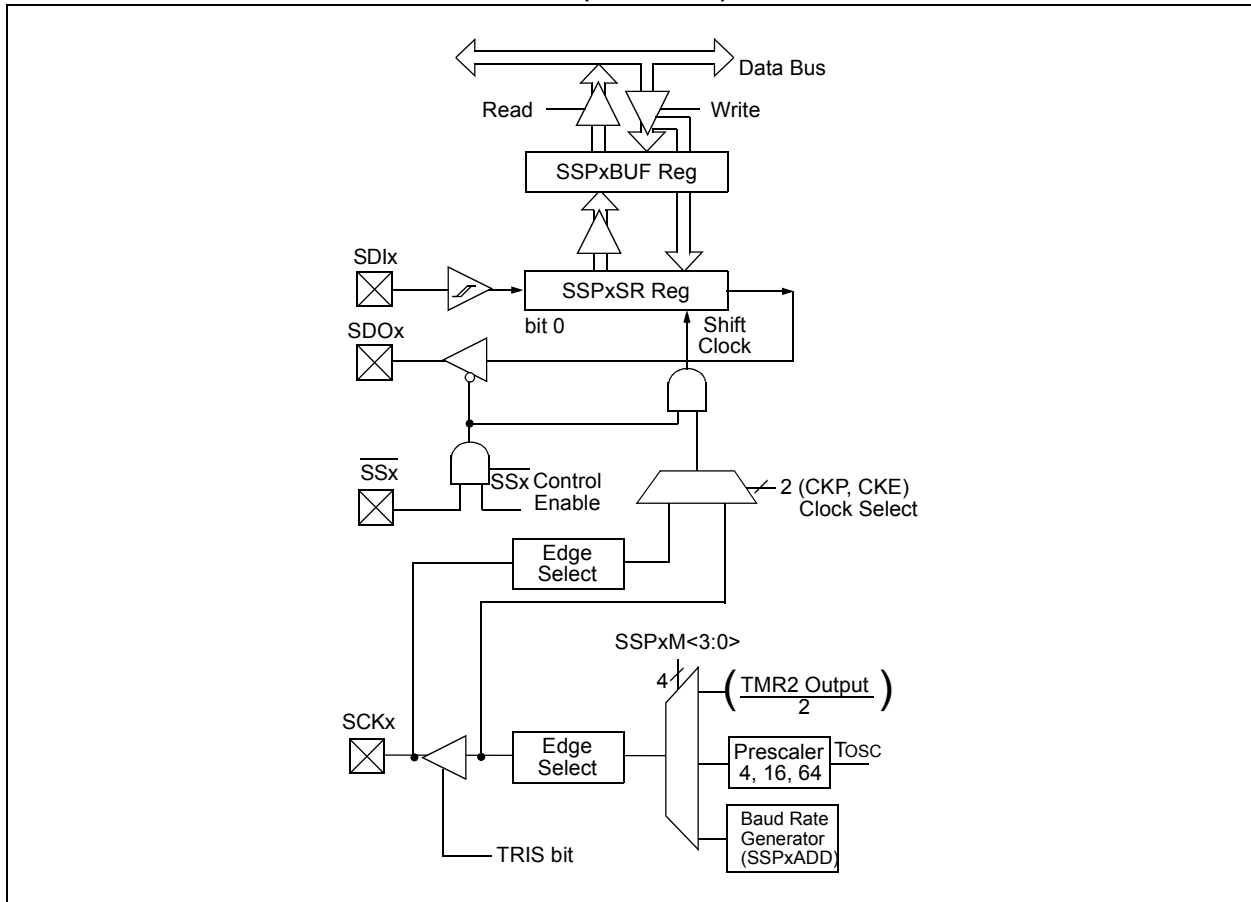 Data Bus
Read
Write
SSPxBUF Reg
SDIx
SSPxSR Reg
bit 0
Shift
Clock
SDOx
SSx
SSx Control
Enable
2 (CKP, CKE)
Clock Select
Edge
Select
SSPxM<3:0>
4
(TMR2 Output)
2
SCKx
Edge
Select
Prescaler
4, 16, 64
TOSC
Baud Rate
Generator
(SSPxADD)
TRIS bit